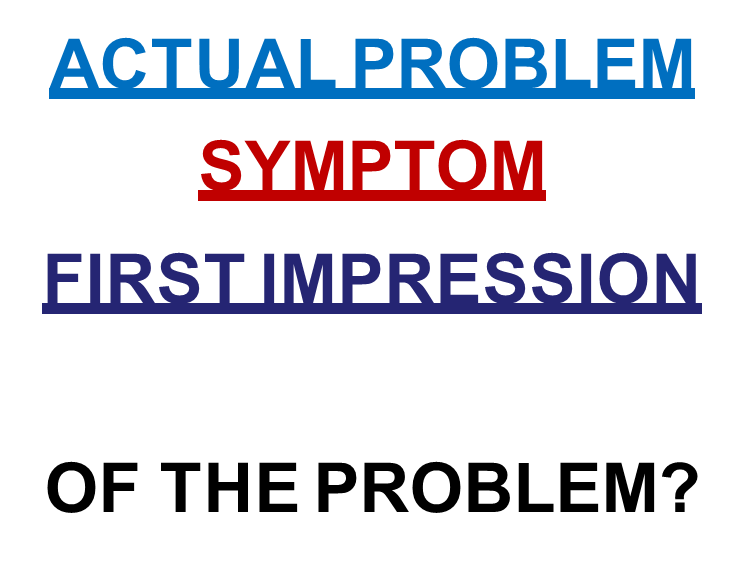 ACTUAL PROBLEM
SYMPTOM
FIRST IMPRESSION
OF THE PROBLEM?